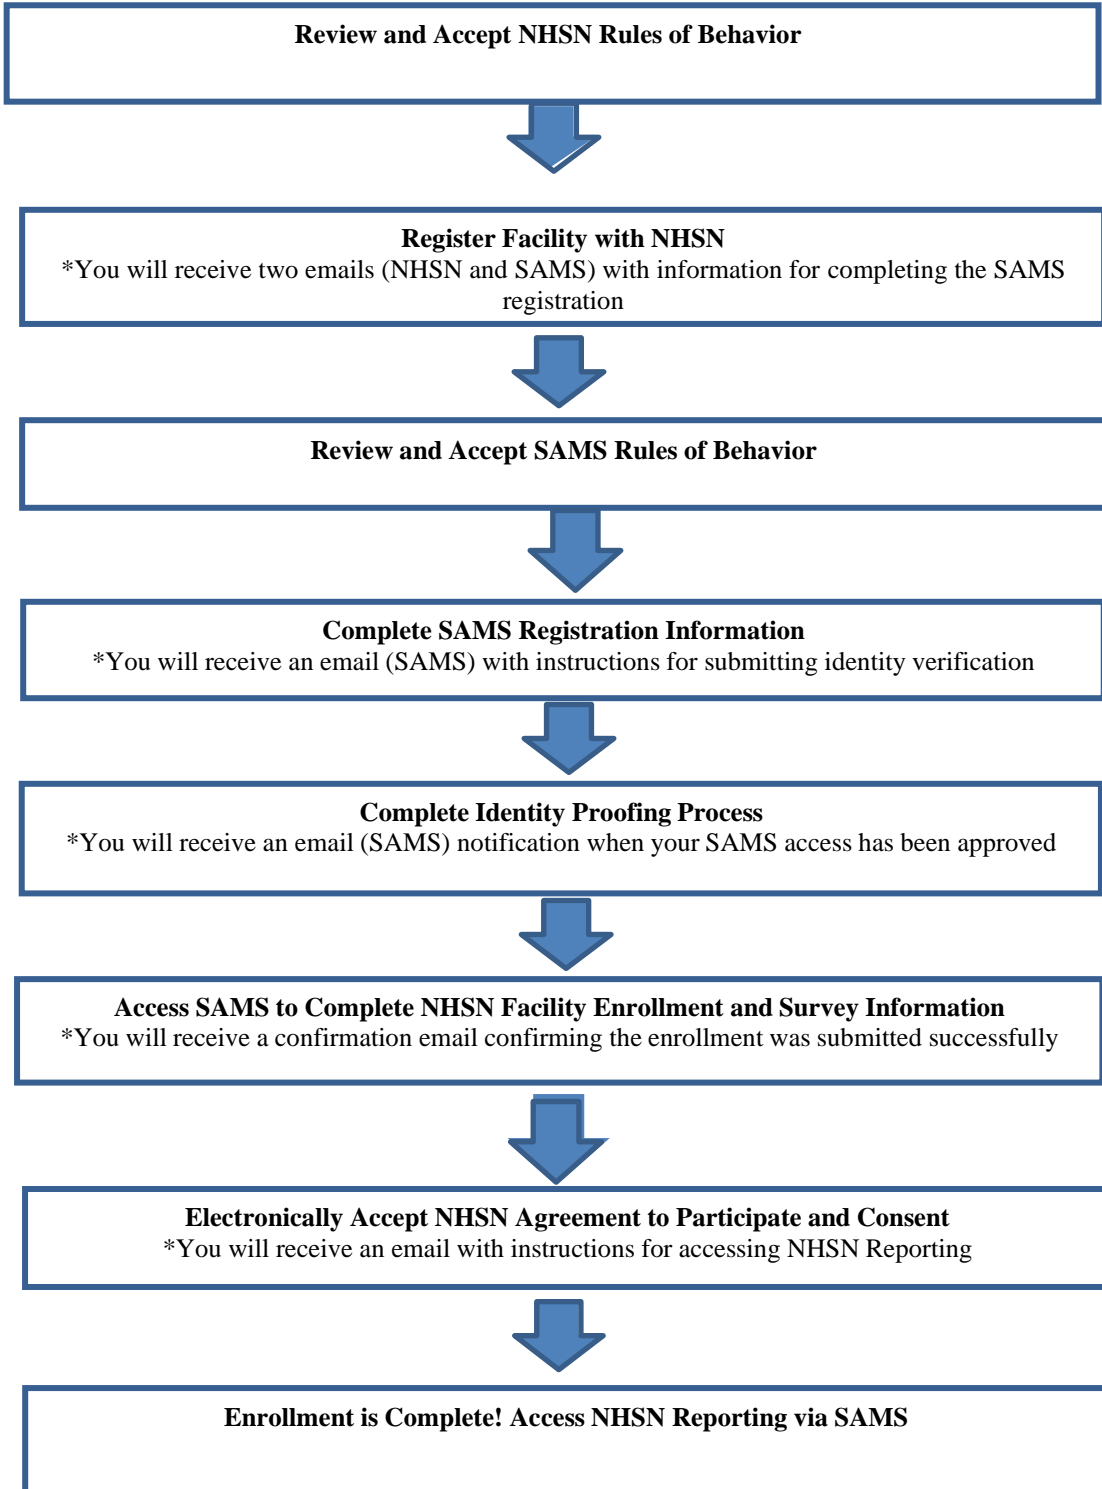 Review and Accept NHSN Rules of Behavior
Register Facility with NHSN
*You will receive two emails (NHSN and SAMS) with information for completing the SAMS
registration
Review and Accept SAMS Rules of Behavior
Complete SAMS Registration Information
*You will receive an email (SAMS) with instructions for submitting identity verification
Complete Identity Proofing Process
*You will receive an email (SAMS) notification when your SAMS access has been approved
Access SAMS to Complete NHSN Facility Enrollment and Survey Information
*You will receive a confirmation email confirming the enrollment was submitted successfully
Electronically Accept NHSN Agreement to Participate and Consent
*You will receive an email with instructions for accessing NHSN Reporting
Enrollment is Complete! Access NHSN Reporting via SAMS